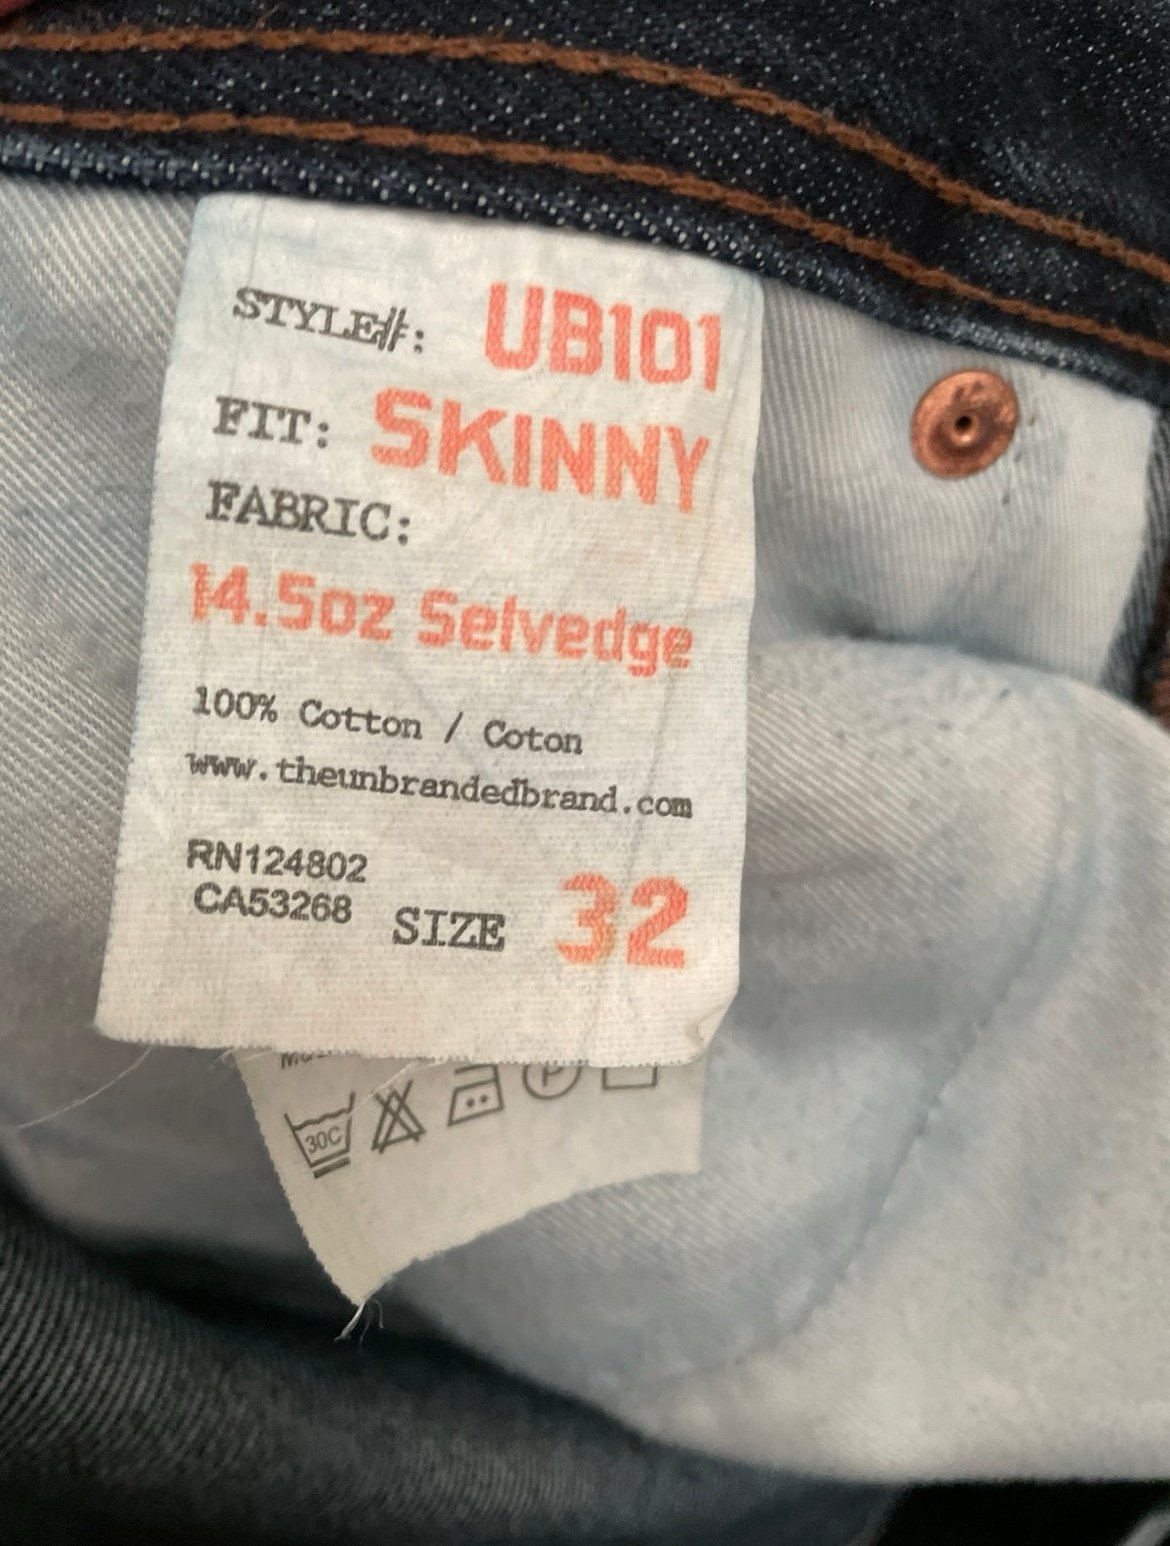 STYLE#: UB101
FIT: SKINNY
FABRIC:
14.5oz Selvedge
100% Cotton / Coton
www.theunbrandedbrand.com
RN124802
CA53268 SIZE 32
30C
P